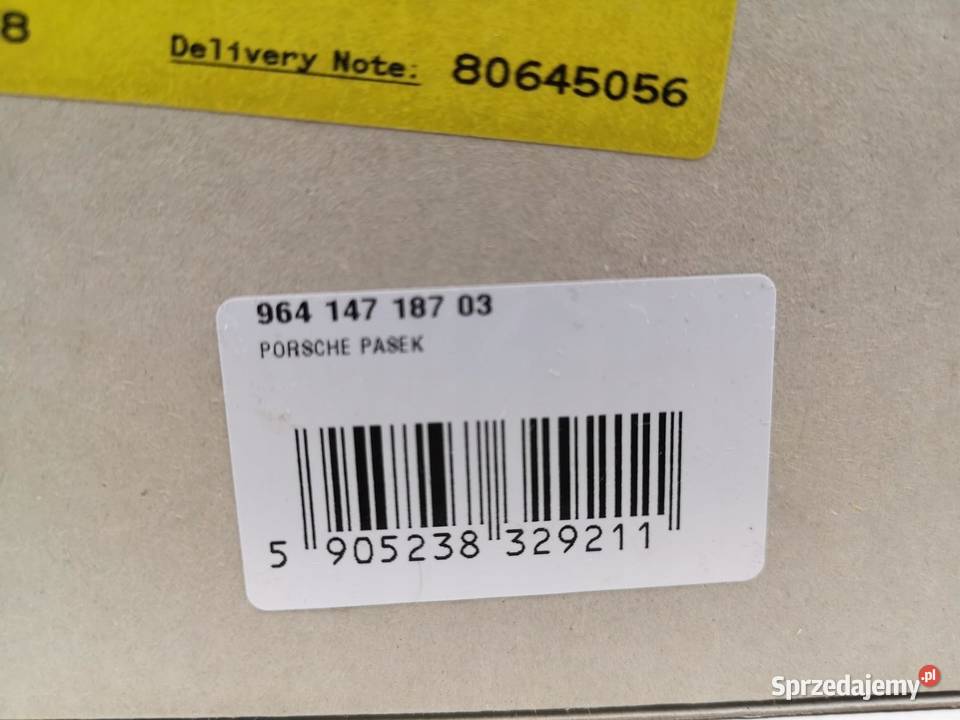 8
Delivery Note: 80645056
964 147 187 03
PORSCHE PASEK
5 905238 329211
Sprzedajemy.pl